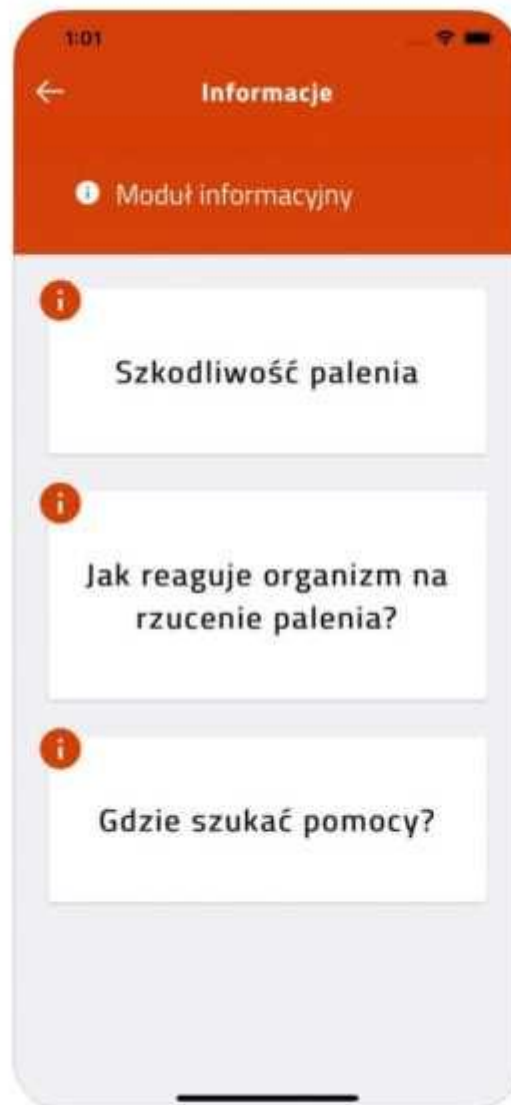 1:01
Informacje
Moduł informacyjny
Szkodliwość palenia
Jak reaguje organizm na
rzucenie palenia?
Gdzie szukać pomocy?